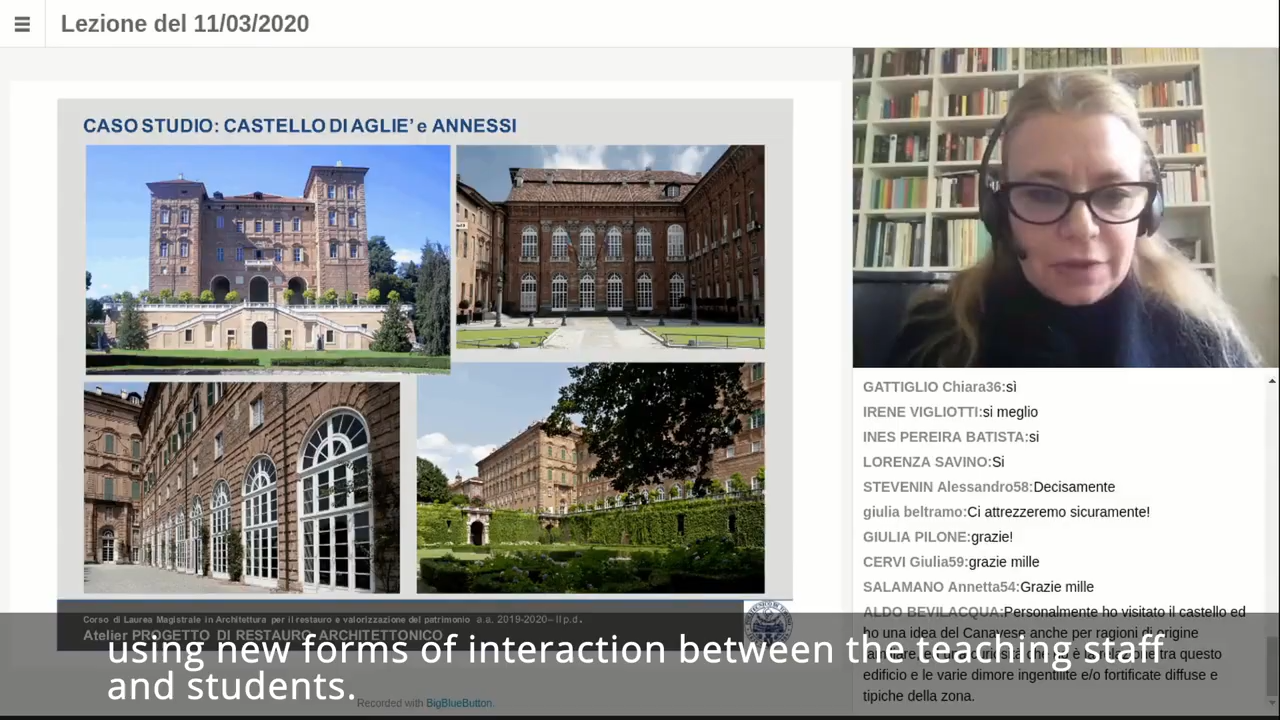 Lezione del 11/03/2020
CASO STUDIO: CASTELLO DI AGLIE’ e ANNESSI
Corso di Laurea Magistrale in Architettura per il restauro e valorizzazione del patrimonio a.a. 2019-2020– II p.d.
Atelier PROGETTO DI RESTAURO ARCHITETTONICO
Recorded with BigBlueButton.
GATTIGLIO Chiara36:sì
IRENE VIGLIOTTI:si meglio
INES PEREIRA BATISTA:si
LORENZA SAVINO:Si
STEVENIN Alessandro58:Decisamente
giulia beltramo:Ci attrezzeremo sicuramente!
GIULIA PILONE:grazie!
CERVI Giulia59:grazie mille
SALAMANO Annetta54:Grazie mille
ALDO BEVILACQUA:Personalmente ho visitato il castello ed
ho una idea del Canavese anche per ragioni di origine
tra questo
edificio e le varie dimore ingentilite e/o fortificate diffuse e
tipiche della zona.
using new forms of interaction between the teaching staff
and students.